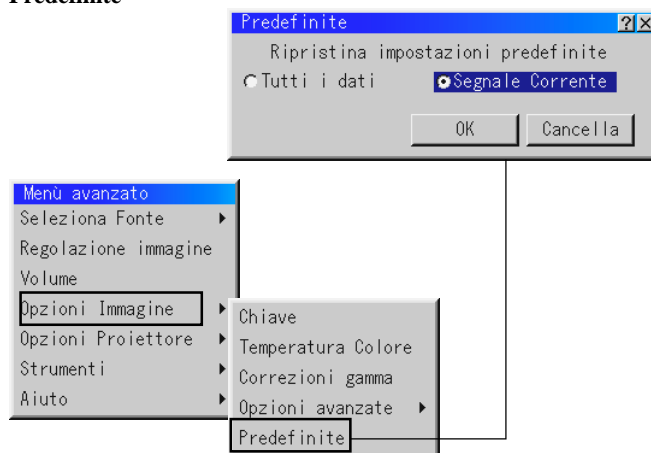 Predefinite
Predefinite
Ripristina impostazioni predefinite
Tutti i dati Segnale Corrente
OK Cancella
Menù avanzato
Seleziona Fonte
Regolazione immagine
Volume
Opzioni Immagine
Opzioni Proiettore
Strumenti
Aiuto
Chiave
Temperatura Colore
Correzioni gamma
Opzioni avanzate
Predefinite